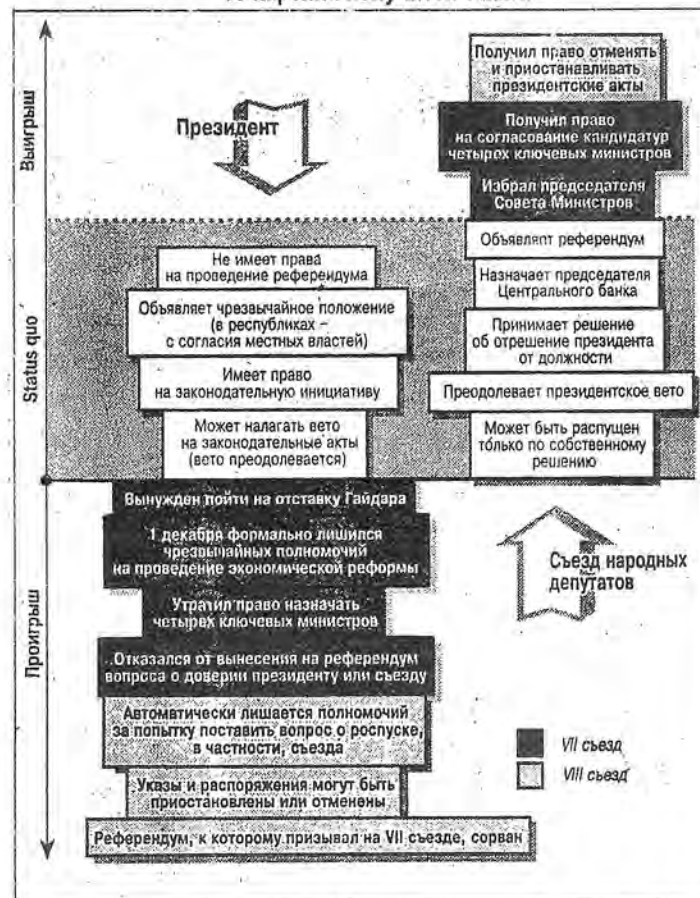 Выигрыш
Status quo
Проигрыш
Президент
Получил право отменять
и приостанавливать
президентские акты
Получил право
на согласование кандидатур
четырех ключевых министров
Избрал председателя
Совета Министров
Не имеет права
на проведение референдума
Объявляет чрезвычайное положение
(в республиках –
с согласия местных властей)
Имеет право
на законодательную инициативу
Может налагать вето
на законодательные акты
(вето преодолевается)
Объявляет референдум
Назначает председателя
Центрального банка
Принимает решение
об отрешение президента
от должности
Преодолевает президентское вето
Может быть распущен
только по собственному
решению
Вынужден пойти на отставку Гайдара
1 декабря формально лишился
чрезвычайных полномочий
на проведение экономической реформы
Утратил право назначать
четырех ключевых министров
Отказался от вынесения на референдум
вопроса о доверии президенту или съезду
Автоматически лишается полномочий
за попытку поставить вопрос о роспуске,
в частности, съезда
Указы и распоряжения могут быть
приостановлены или отменены
Референдум, к которому призывал на VII съезде, сорван
Съезд народных
депутатов
VII съезд
VIII съезд